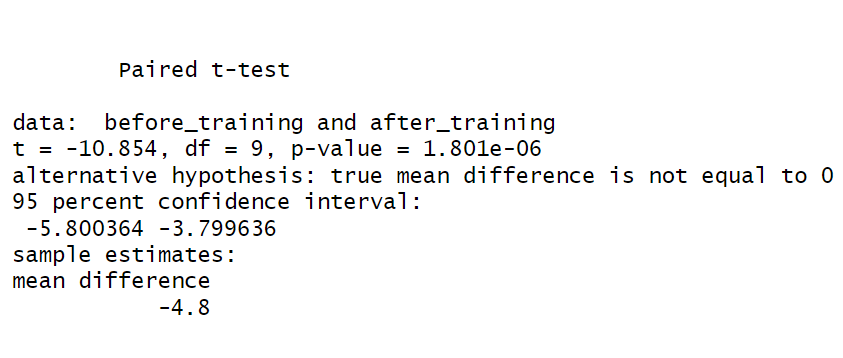 Paired t-test
data:  before_training and after_training
t = -10.854, df = 9, p-value = 1.801e-06
alternative hypothesis: true mean difference is not equal to 0
95 percent confidence interval:
 -5.800364 -3.799636
sample estimates:
mean difference
           -4.8